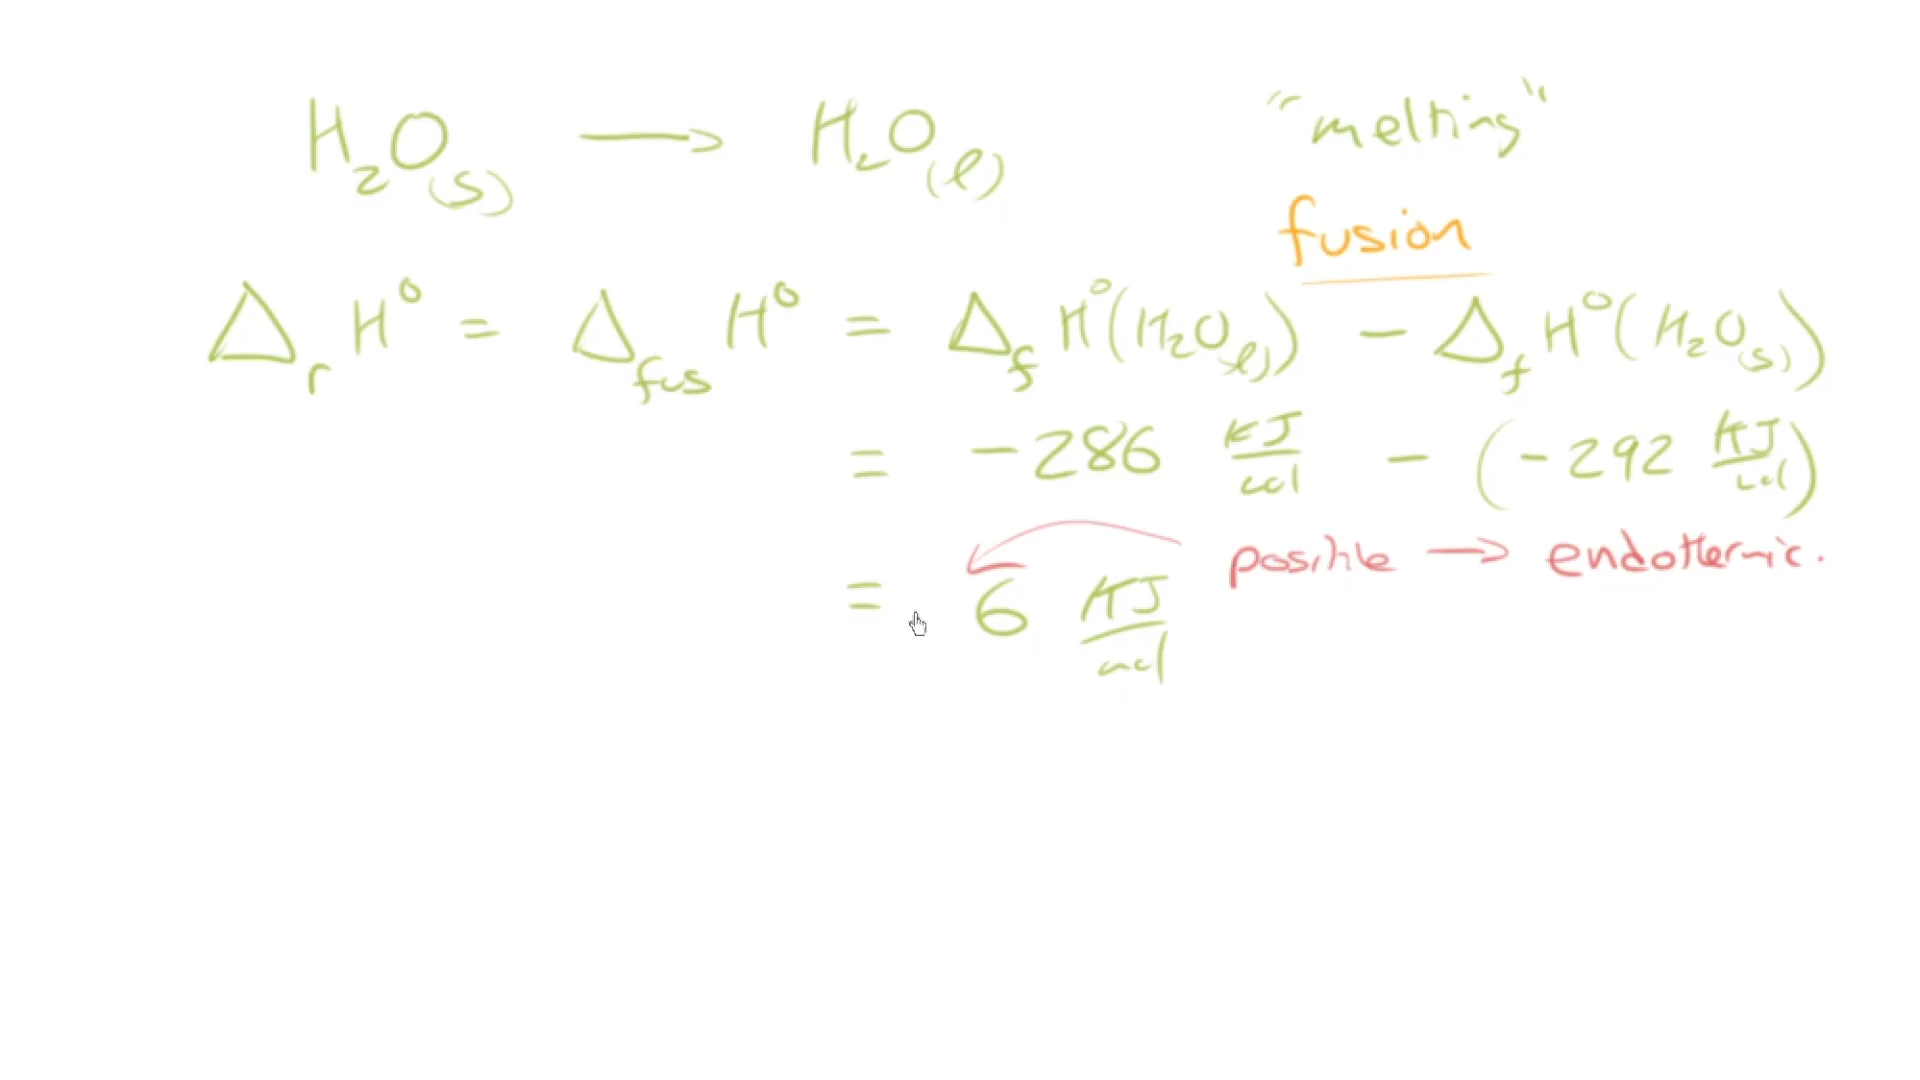 H₂O(s) → H₂O(l) "melting"
fusion
ΔrH° = ΔfusH° = ΔfH°(H₂O(l)) − ΔfH°(H₂O(s))
= −286 KJ/mol − (−292 KJ/mol)
positive → endothermic.
= 6 KJ/mol